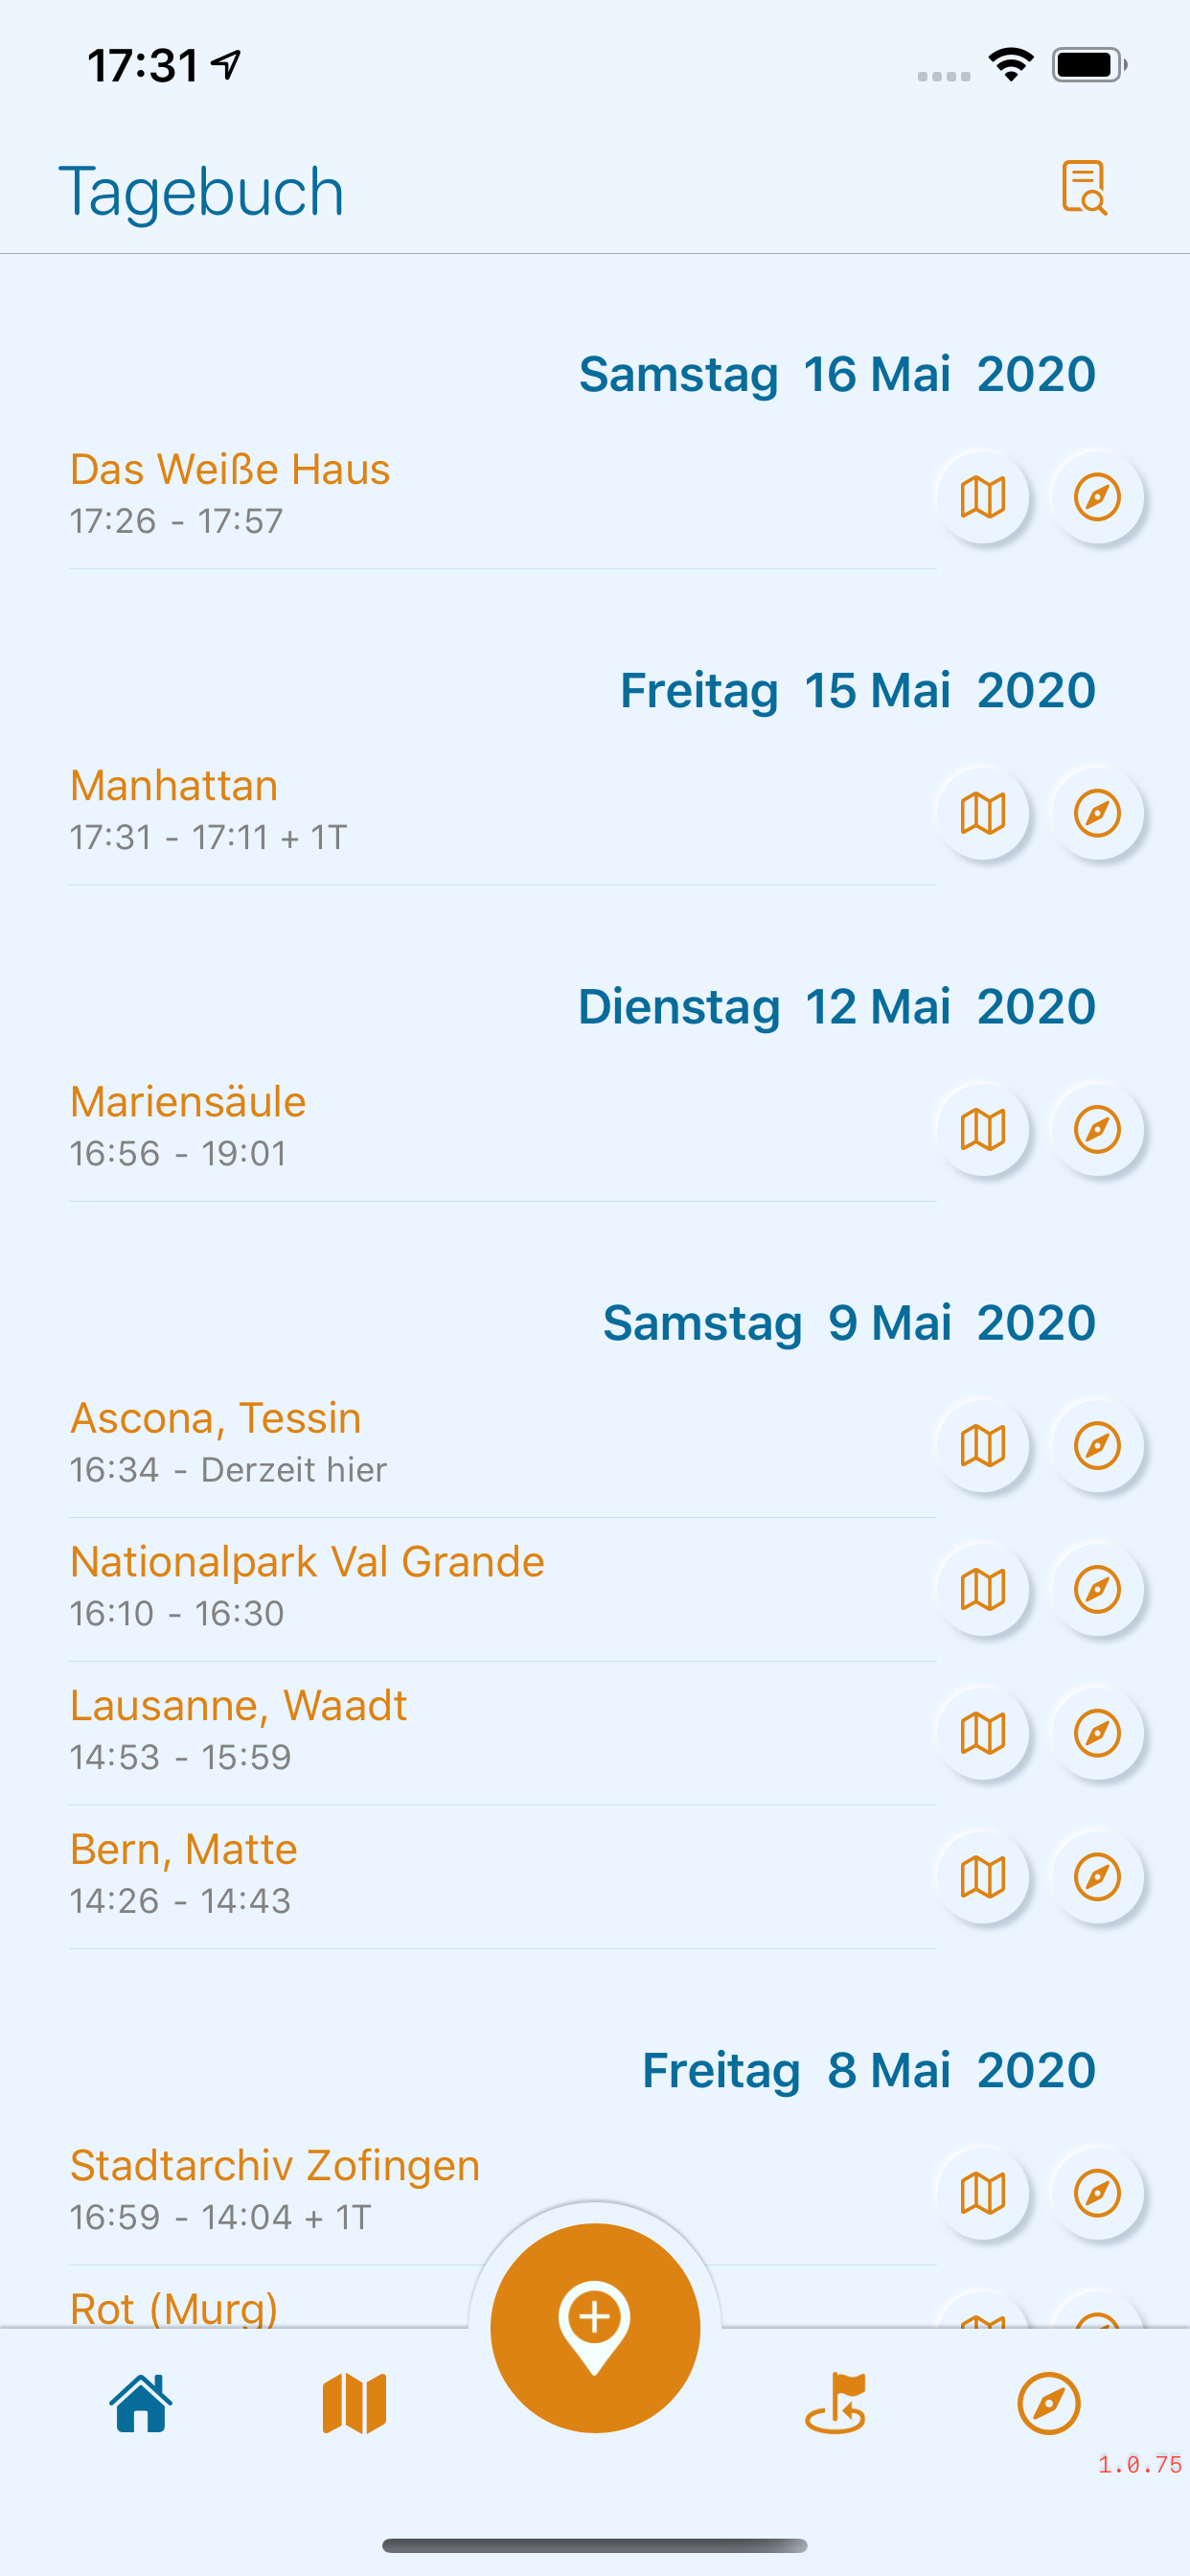 17:31
Tagebuch
Samstag 16 Mai 2020
Das Weiße Haus
17:26 - 17:57
Freitag 15 Mai 2020
Manhattan
17:31 - 17:11 + 1T
Dienstag 12 Mai 2020
Mariensäule
16:56 - 19:01
Samstag 9 Mai 2020
Ascona, Tessin
16:34 - Derzeit hier
Nationalpark Val Grande
16:10 - 16:30
Lausanne, Waadt
14:53 - 15:59
Bern, Matte
14:26 - 14:43
Freitag 8 Mai 2020
Stadtarchiv Zofingen
16:59 - 14:04 + 1T
Rot (Murg)
1.0.75